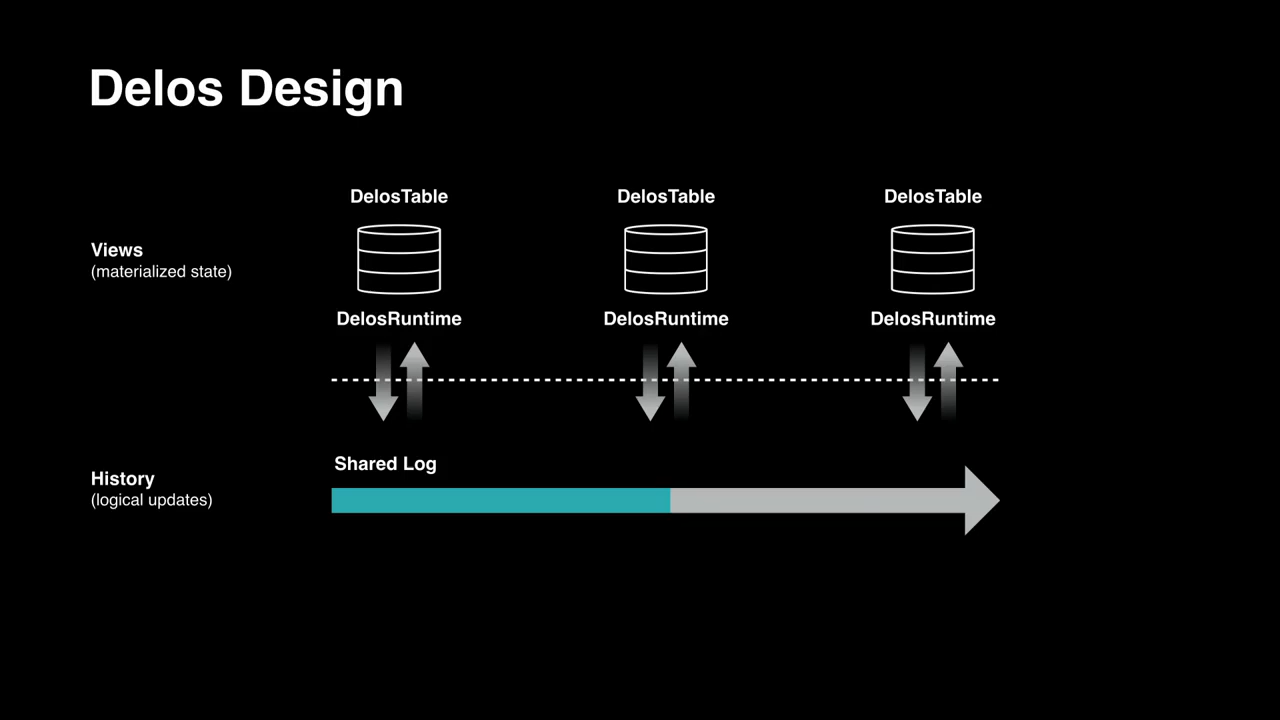 Delos Design
DelosTable DelosTable DelosTable
Views
(materialized state)
DelosRuntime DelosRuntime DelosRuntime
Shared Log
History
(logical updates)